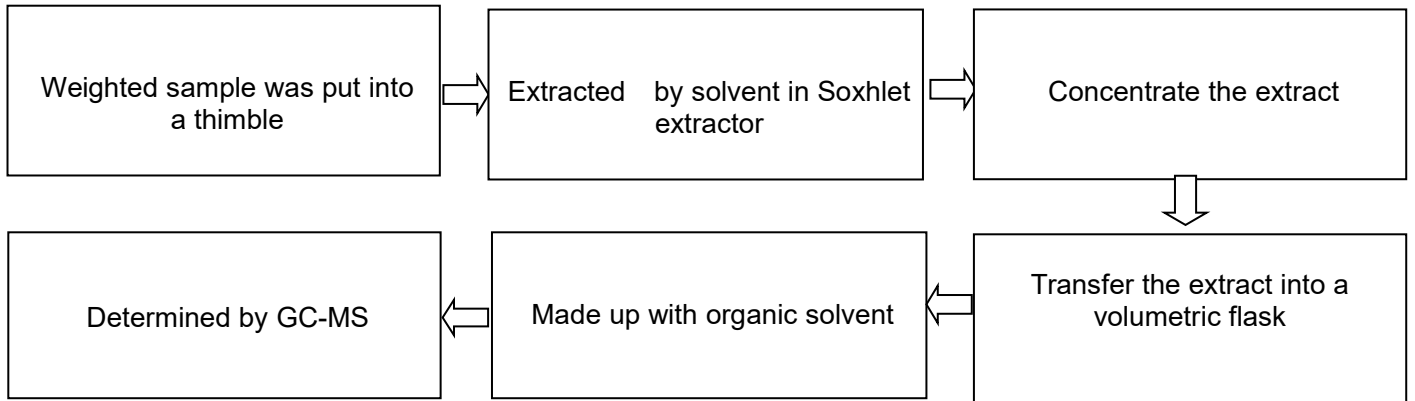 Weighted sample was put into
a thimble
Extracted by solvent in Soxhlet
extractor
Concentrate the extract
Transfer the extract into a
volumetric flask
Made up with organic solvent
Determined by GC-MS